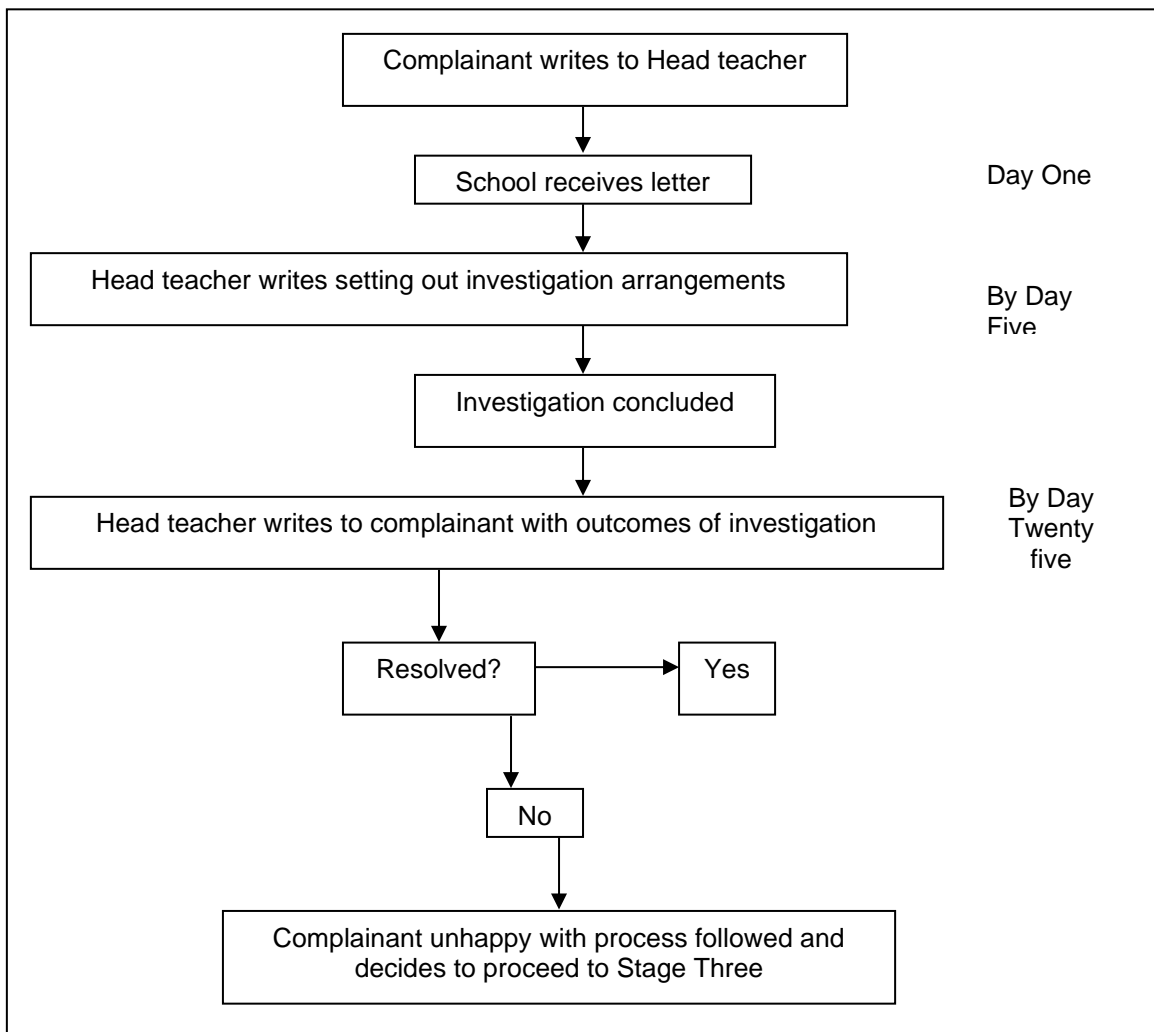 Complainant writes to Head teacher
School receives letter
Day One
Head teacher writes setting out investigation arrangements
By Day
Five
Investigation concluded
Head teacher writes to complainant with outcomes of investigation
By Day
Twenty
five
Resolved?
Yes
No
Complainant unhappy with process followed and
decides to proceed to Stage Three